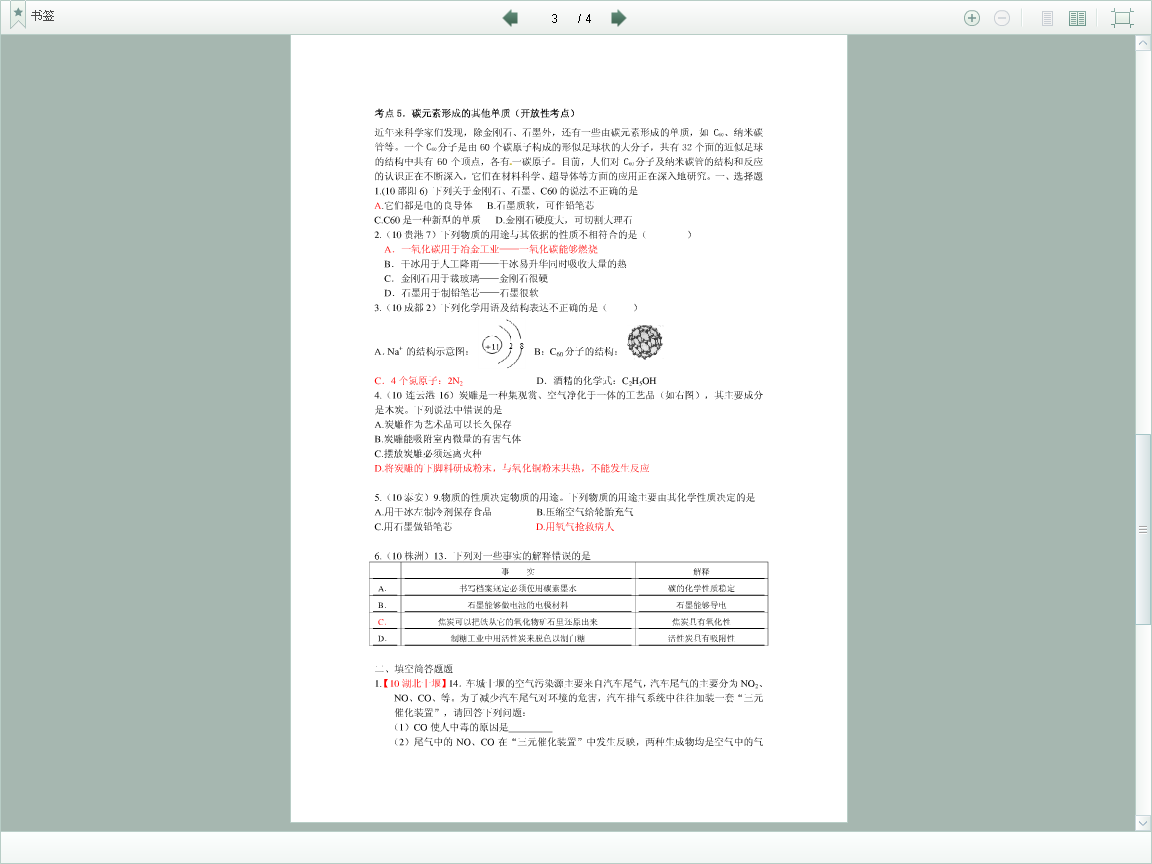 书签
3 / 4
考点 5．碳元素形成的其他单质（开放性考点）
近年来科学家们发现，除金刚石、石墨外，还有一些由碳元素形成的单质，如 C60、纳米碳
管等。一个 C60分子是由 60 个碳原子构成的形似足球状的大分子，共有 32 个面的近似足球
的结构中共有 60 个顶点，各有一碳原子。目前，人们对 C60分子及纳米碳管的结构和反应
的认识正在不断深入，它们在材料科学、超导体等方面的应用正在深入地研究。一、选择题
1.(10 邵阳 6) 下列关于金刚石、石墨、C60 的说法不正确的是
A.它们都是电的良导体 B.石墨质软，可作铅笔芯
C.C60 是一种新型的单质 D.金刚石硬度大，可切割大理石
2.（10 贵港 7）下列物质的用途与其依据的性质不相符合的是（ ）
A．一氧化碳用于冶金工业——一氧化碳能够燃烧
B．干冰用于人工降雨——干冰易升华同时吸收大量的热
C．金刚石用于裁玻璃——金刚石很硬
D．石墨用于制铅笔芯——石墨很软
3.（10 成都 2）下列化学用语及结构表达不正确的是（ ）
A. Na⁺ 的结构示意图： +11 2 8 B：C60 分子的结构：
C．4 个氮原子：2N2 D．酒精的化学式：C2H5OH
4.（10 连云港 16）炭雕是一种集观赏、空气净化于一体的工艺品（如右图），其主要成分
是木炭。下列说法中错误的是
A.炭雕作为艺术品可以长久保存
B.炭雕能吸附室内微量的有害气体
C.摆放炭雕必须远离火种
D.将炭雕的下脚料研成粉末，与氧化铜粉末共热，不能发生反应
5.（10 泰安）9.物质的性质决定物质的用途。下列物质的用途主要由其化学性质决定的是
A.用干冰左制冷剂保存食品 B.压缩空气给轮胎充气
C.用石墨做铅笔芯 D.用氧气抢救病人
6.（10 株洲）13．下列对一些事实的解释错误的是
事 实 解释
A. 书写档案规定必须使用碳素墨水 碳的化学性质稳定
B. 石墨能够做电池的电极材料 石墨能够导电
C. 焦炭可以把铁从它的氧化物矿石里还原出来 焦炭具有氧化性
D. 制糖工业中用活性炭来脱色以制白糖 活性炭具有吸附性
二、填空简答题题
1.【10 湖北十堰】14．车城十堰的空气污染源主要来自汽车尾气，汽车尾气的主要分为 NO2、
NO、CO、等。为了减少汽车尾气对环境的危害，汽车排气系统中往往加装一套“三元
催化装置”，请回答下列问题：
（1）CO 使人中毒的原因是_________
（2）尾气中的 NO、CO 在“三元催化装置”中发生反映，两种生成物均是空气中的气